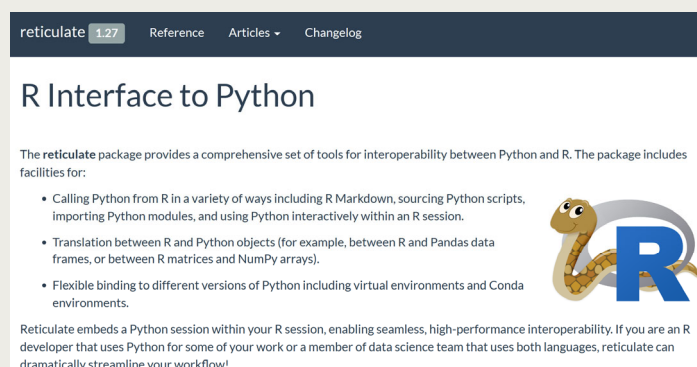 reticulate 1.27 Reference Articles Changelog
R Interface to Python
The reticulate package provides a comprehensive set of tools for interoperability between Python and R. The package includes
facilities for:
• Calling Python from R in a variety of ways including R Markdown, sourcing Python scripts,
importing Python modules, and using Python interactively within an R session.
• Translation between R and Python objects (for example, between R and Pandas data
frames, or between R matrices and NumPy arrays).
• Flexible binding to different versions of Python including virtual environments and Conda
environments.
R
Reticulate embeds a Python session within your R session, enabling seamless, high-performance interoperability. If you are an R
developer that uses Python for some of your work or a member of data science team that uses both languages, reticulate can
dramatically streamline your workflow!